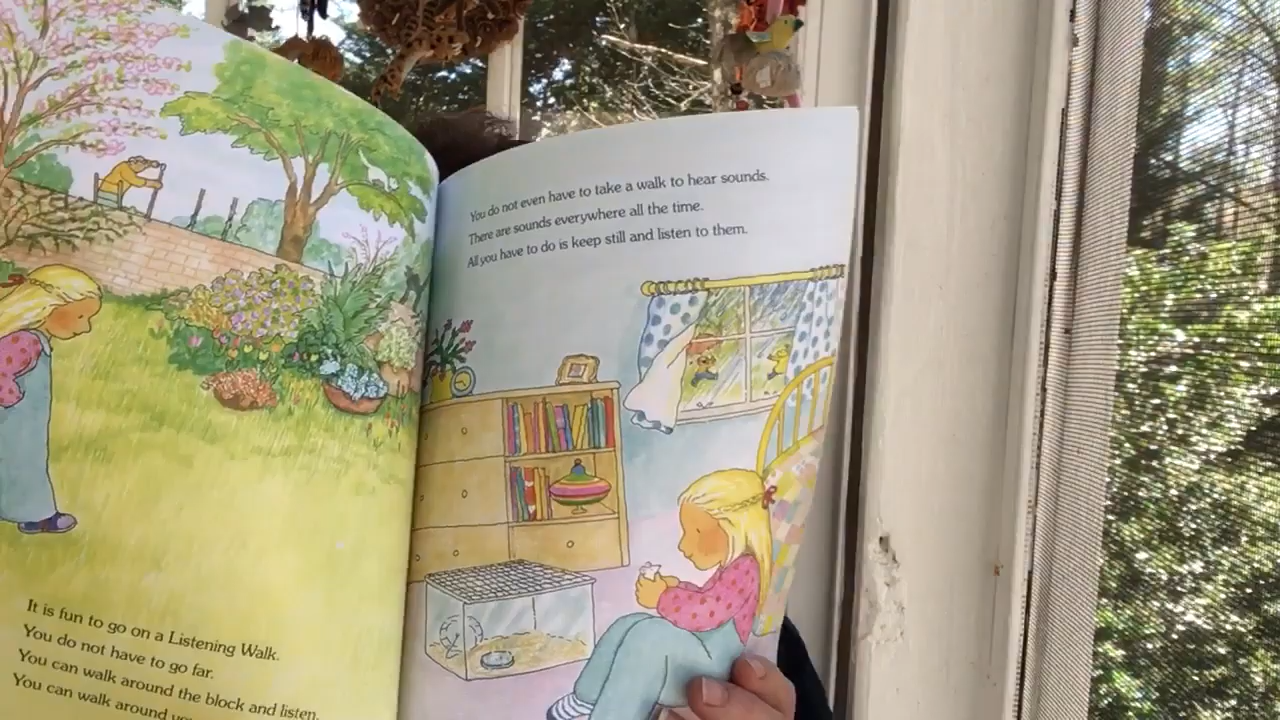 It is fun to go on a Listening Walk.
You do not have to go far.
You can walk around the block and listen.
You can walk around
You do not even have to take a walk to hear sounds.
There are sounds everywhere all the time.
All you have to do is keep still and listen to them.